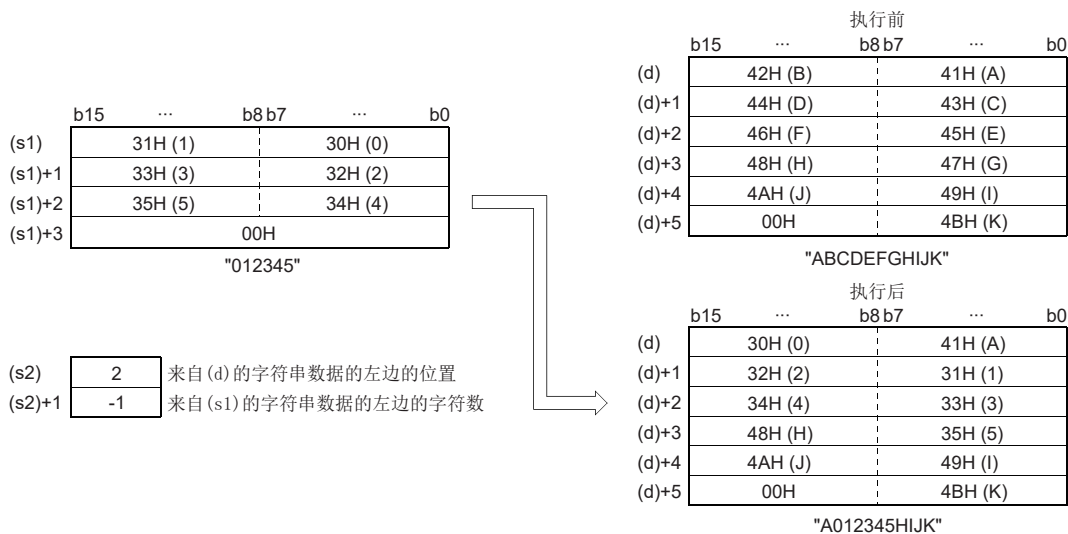 b15 ··· b8 b7 ··· b0
(s1) 31H (1) 30H (0)
(s1)+1 33H (3) 32H (2)
(s1)+2 35H (5) 34H (4)
(s1)+3 00H
"012345"
(s2) 2 来自(d)的字符串数据的左边的位置
(s2)+1 -1 来自(s1)的字符串数据的左边的字符数
执行前
b15 ··· b8 b7 ··· b0
(d) 42H (B) 41H (A)
(d)+1 44H (D) 43H (C)
(d)+2 46H (F) 45H (E)
(d)+3 48H (H) 47H (G)
(d)+4 4AH (J) 49H (I)
(d)+5 00H 4BH (K)
"ABCDEFGHIJK"
执行后
b15 ··· b8 b7 ··· b0
(d) 30H (0) 41H (A)
(d)+1 32H (2) 31H (1)
(d)+2 34H (4) 33H (3)
(d)+3 48H (H) 35H (5)
(d)+4 4AH (J) 49H (I)
(d)+5 00H 4BH (K)
"A012345HIJK"